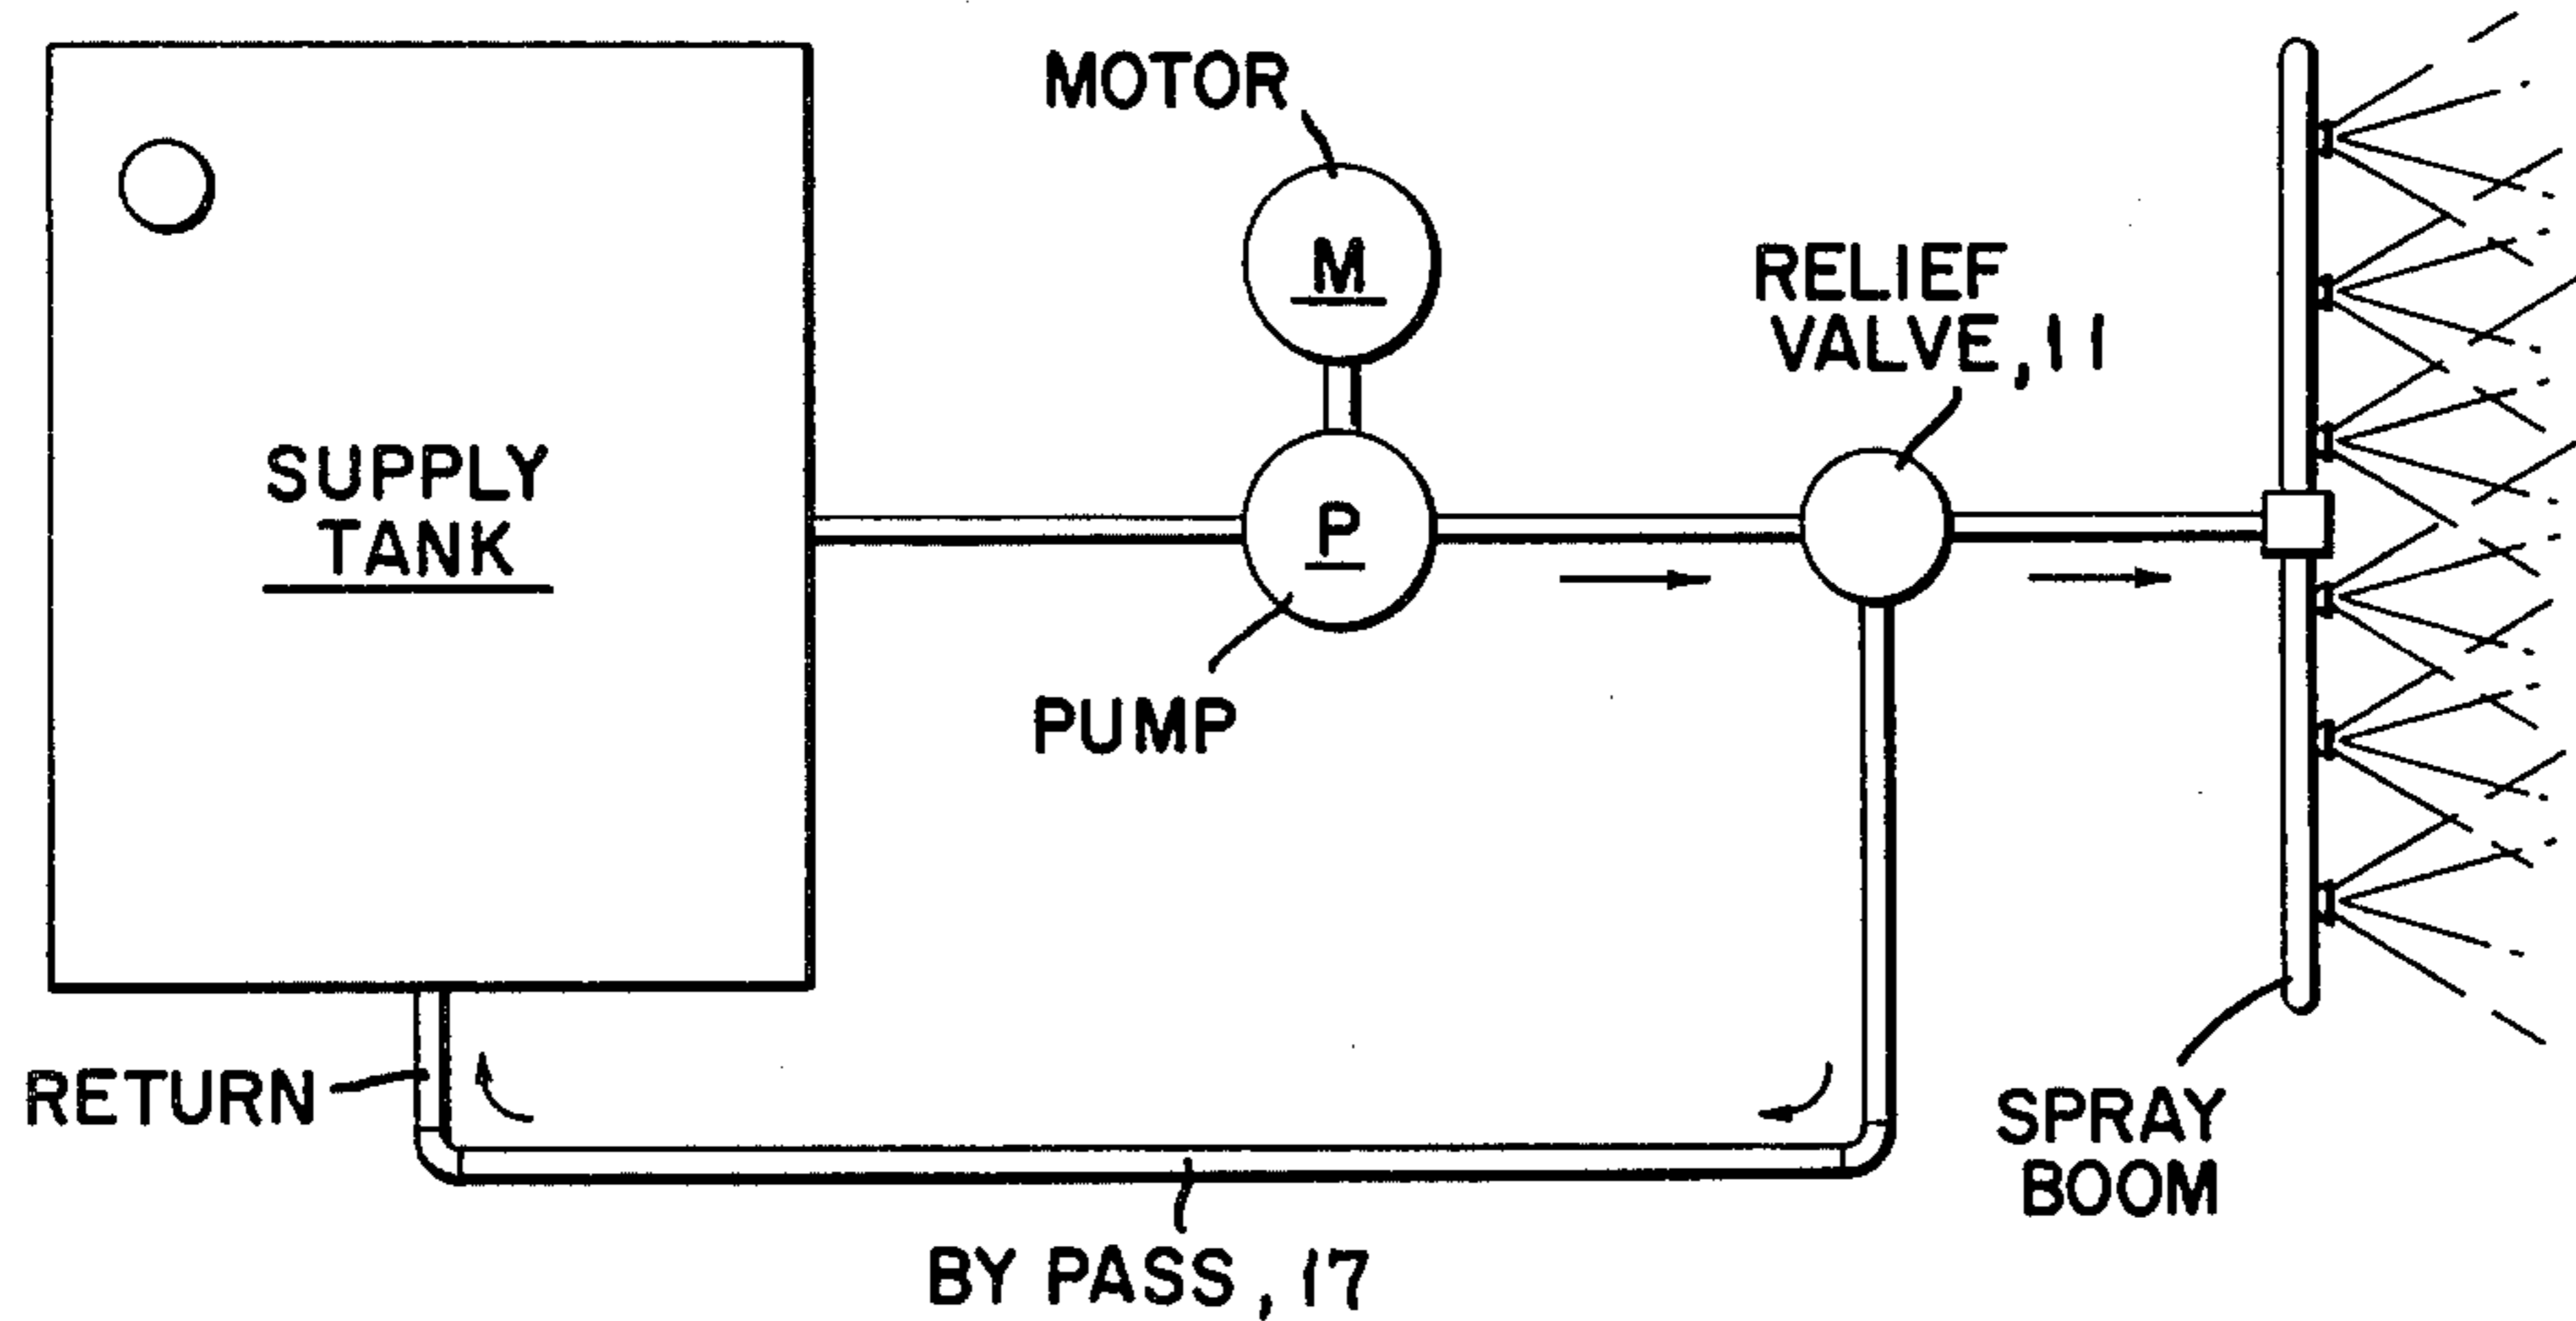 MOTOR
M
RELIEF
VALVE, 11
SUPPLY
TANK
P
PUMP
RETURN
SPRAY
BOOM
BY PASS, 17